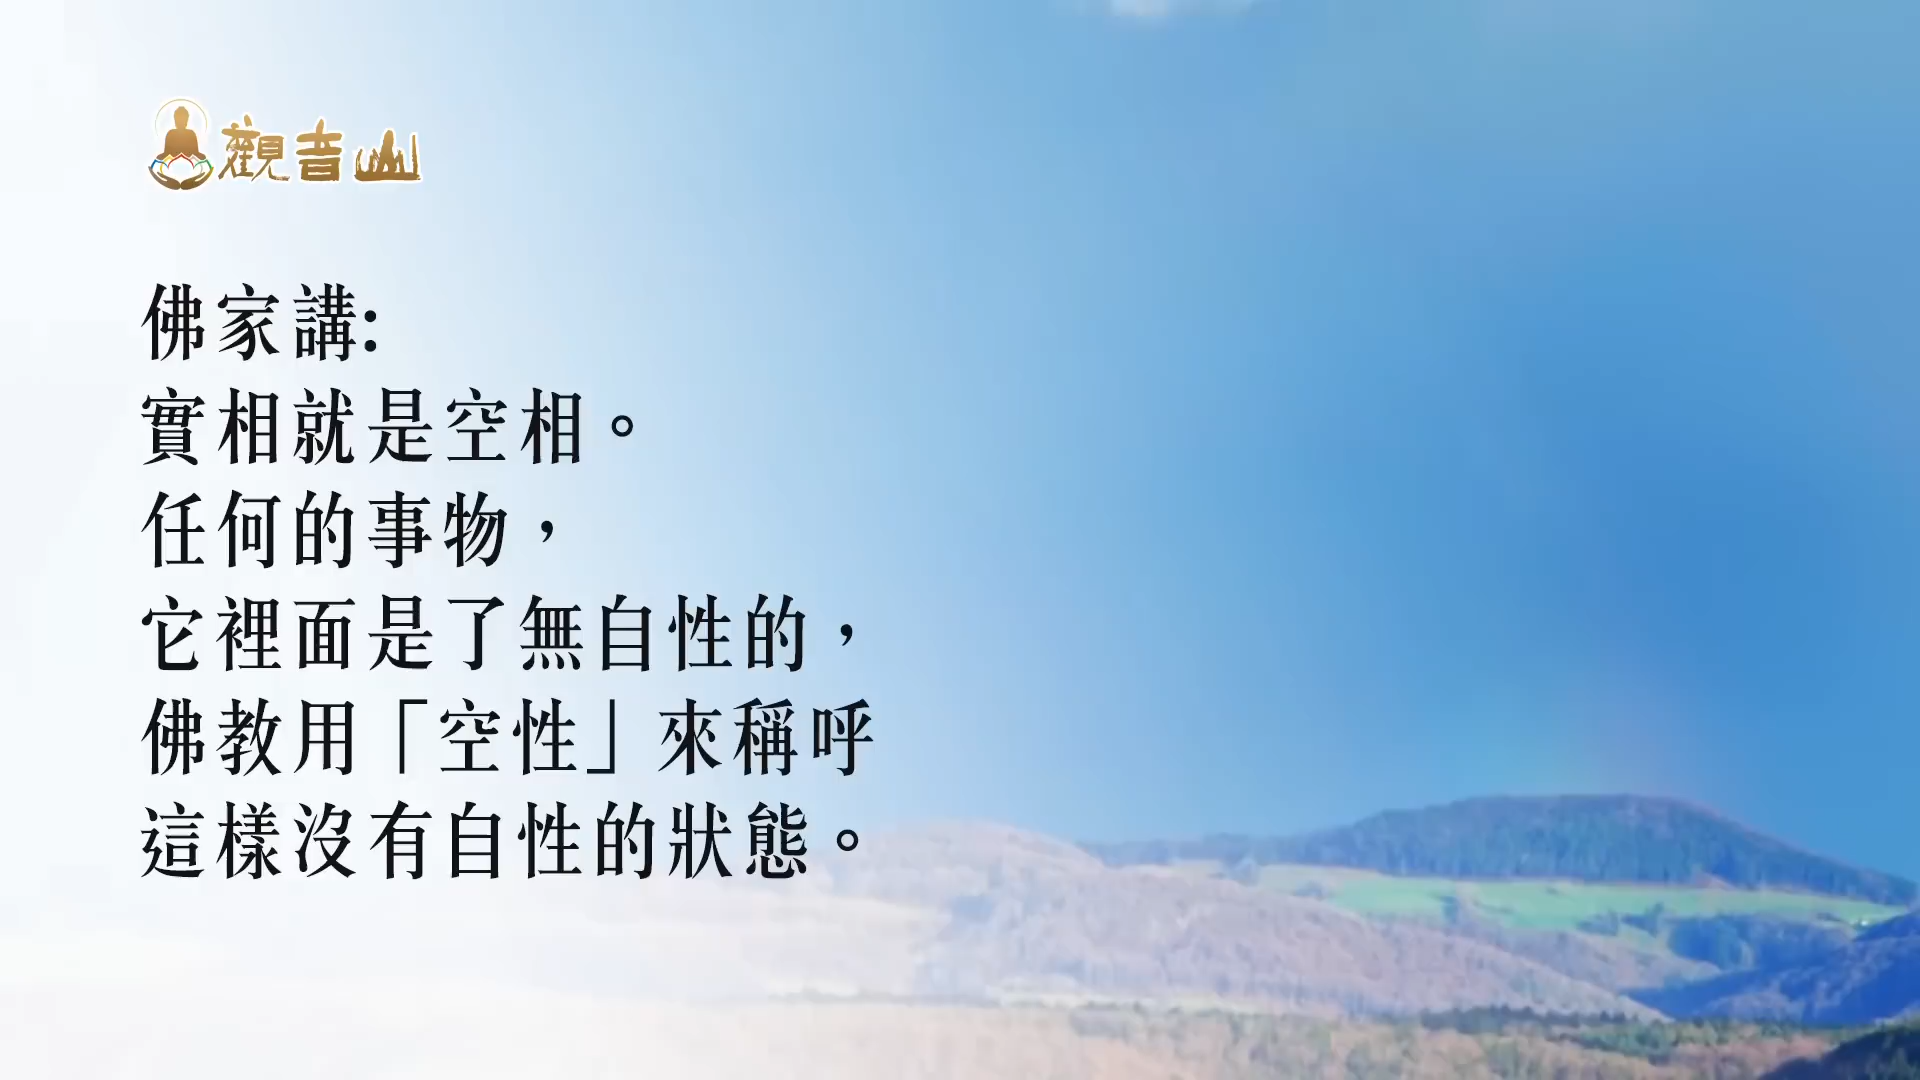 觀音山
佛家講:
實相就是空相。
任何的事物，
它裡面是了無自性的，
佛教用「空性」來稱呼
這樣沒有自性的狀態。